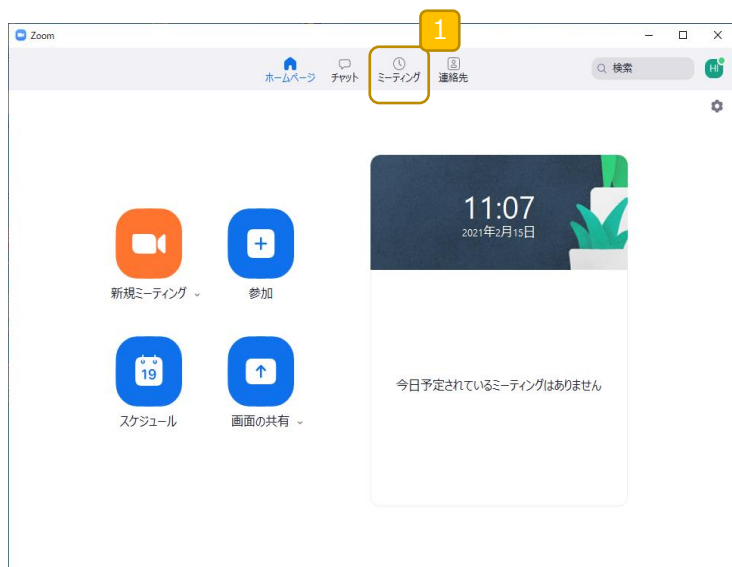 1
Zoom
ホームページ チャット ミーティング 連絡先
検索
HI
11:07
2021年2月15日
新規ミーティング 参加
19
スケジュール 画面の共有
今日予定されているミーティングはありません